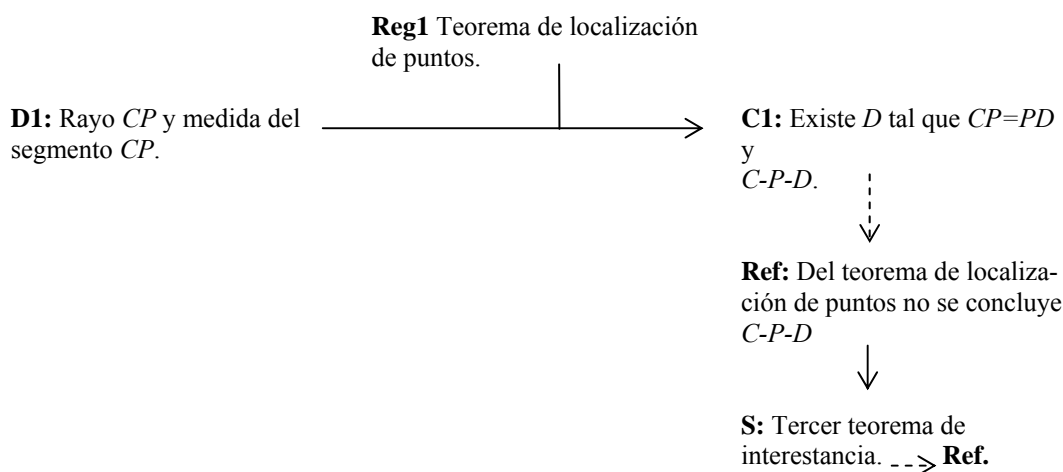 Reg1 Teorema de localización
de puntos.
D1: Rayo CP y medida del
segmento CP.
C1: Existe D tal que CP=PD
y
C-P-D.
Ref: Del teorema de localiza-
ción de puntos no se concluye
C-P-D
S: Tercer teorema de
interestancia. Ref.